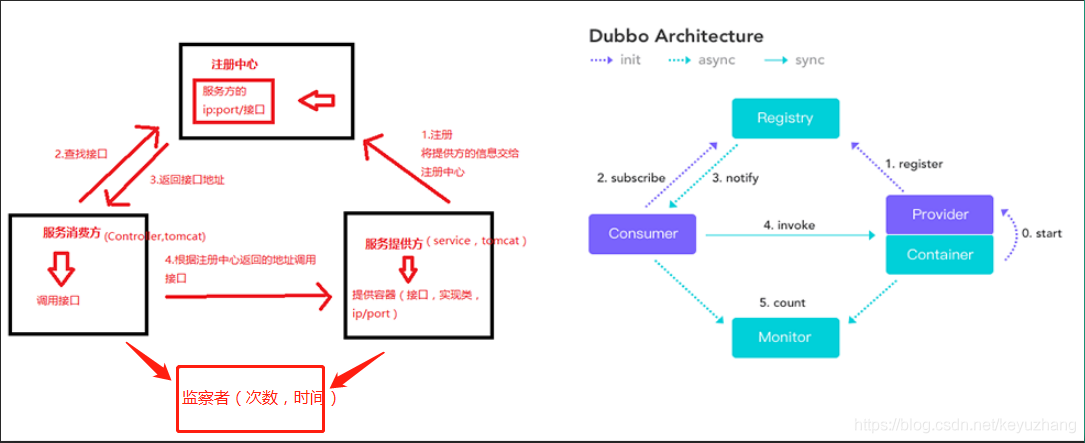 注册中心
服务方的
ip:port/接口
1.注册
将提供方的信息交给
注册中心
2.查找接口
3.返回接口地址
服务消费方(Controller,tomcat)
调用接口
4.根据注册中心返回的地址调用
接口
服务提供方(service，tomcat)
提供容器（接口，实现类，
ip/port）
监察者（次数，时间）
Dubbo Architecture
init
async
sync
Registry
1. register
2. subscribe
3. notify
Consumer
4. invoke
Provider
Container
0. start
5. count
Monitor
https://blog.csdn.net/keyuzhang